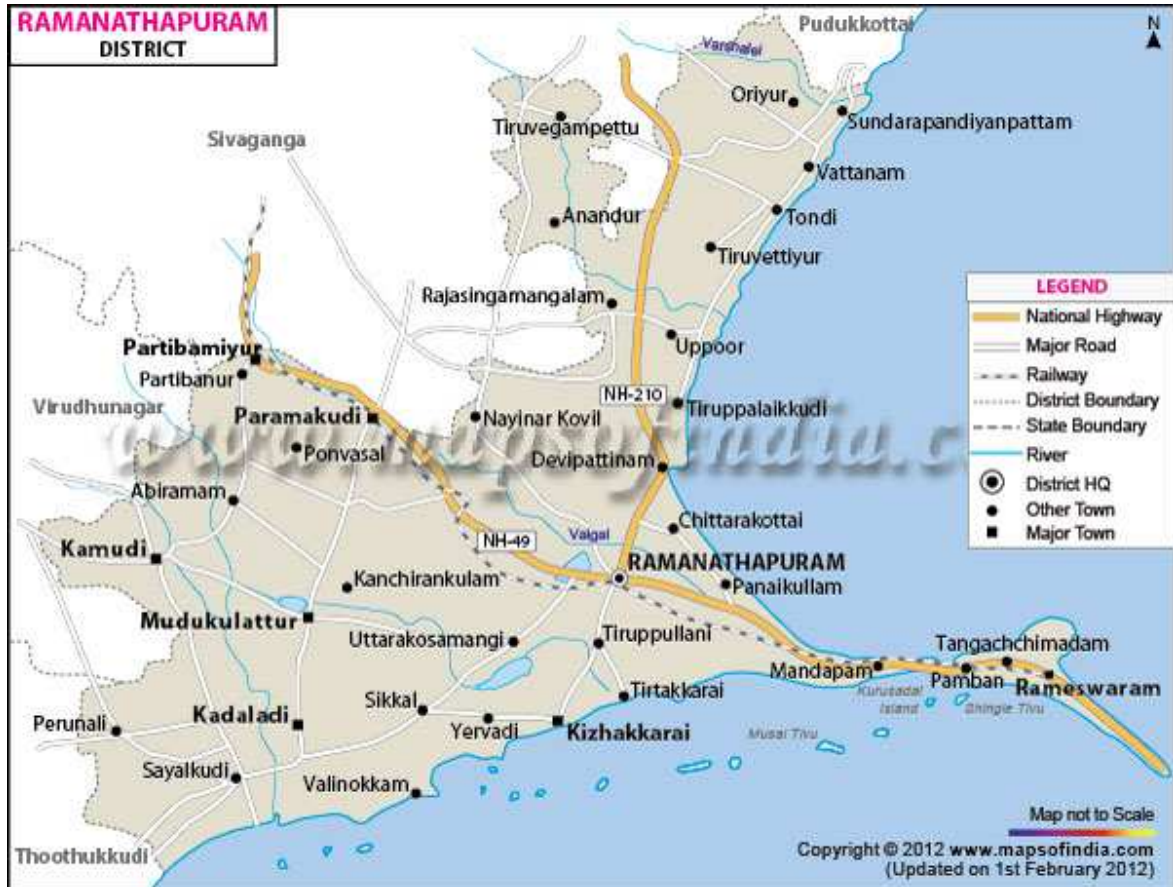 RAMANATHAPURAM
DISTRICT
Pudukkottai
N
Varshalei
Oriyur
Tiruvegampettu
Sundarapandiyanpattam
Sivaganga
Vattanam
Anandur
Tondi
Tiruvettiyur
Rajasingamangalam
Uppoor
Partibamiyur
Partibanur
Virudhunagar
Paramakudi
NH-210
Nayinar Kovil
Tiruppalaikkudi
Ponvasal
www.mapsofindia.c
Devipattinam
Abiramam
Chittarakottai
Kamudi
NH-49
Vaigai
RAMANATHAPURAM
Kanchirankulam
Panaikullam
Mudukulattur
Uttarakosamangi
Tiruppullani
Tangachchimadam
Mandapam
Pamban
Rameswaram
Kurusadai
Island
Shingle Tivu
Tirtakkarai
Sikkal
Perunali
Kadaladi
Yervadi
Kizhakkarai
Musal Tivu
Sayalkudi
Valinokkam
Thoothukkudi
LEGEND
National Highway
Major Road
Railway
District Boundary
State Boundary
River
District HQ
Other Town
Major Town
Map not to Scale
Copyright © 2012 www.mapsofindia.com
(Updated on 1st February 2012)